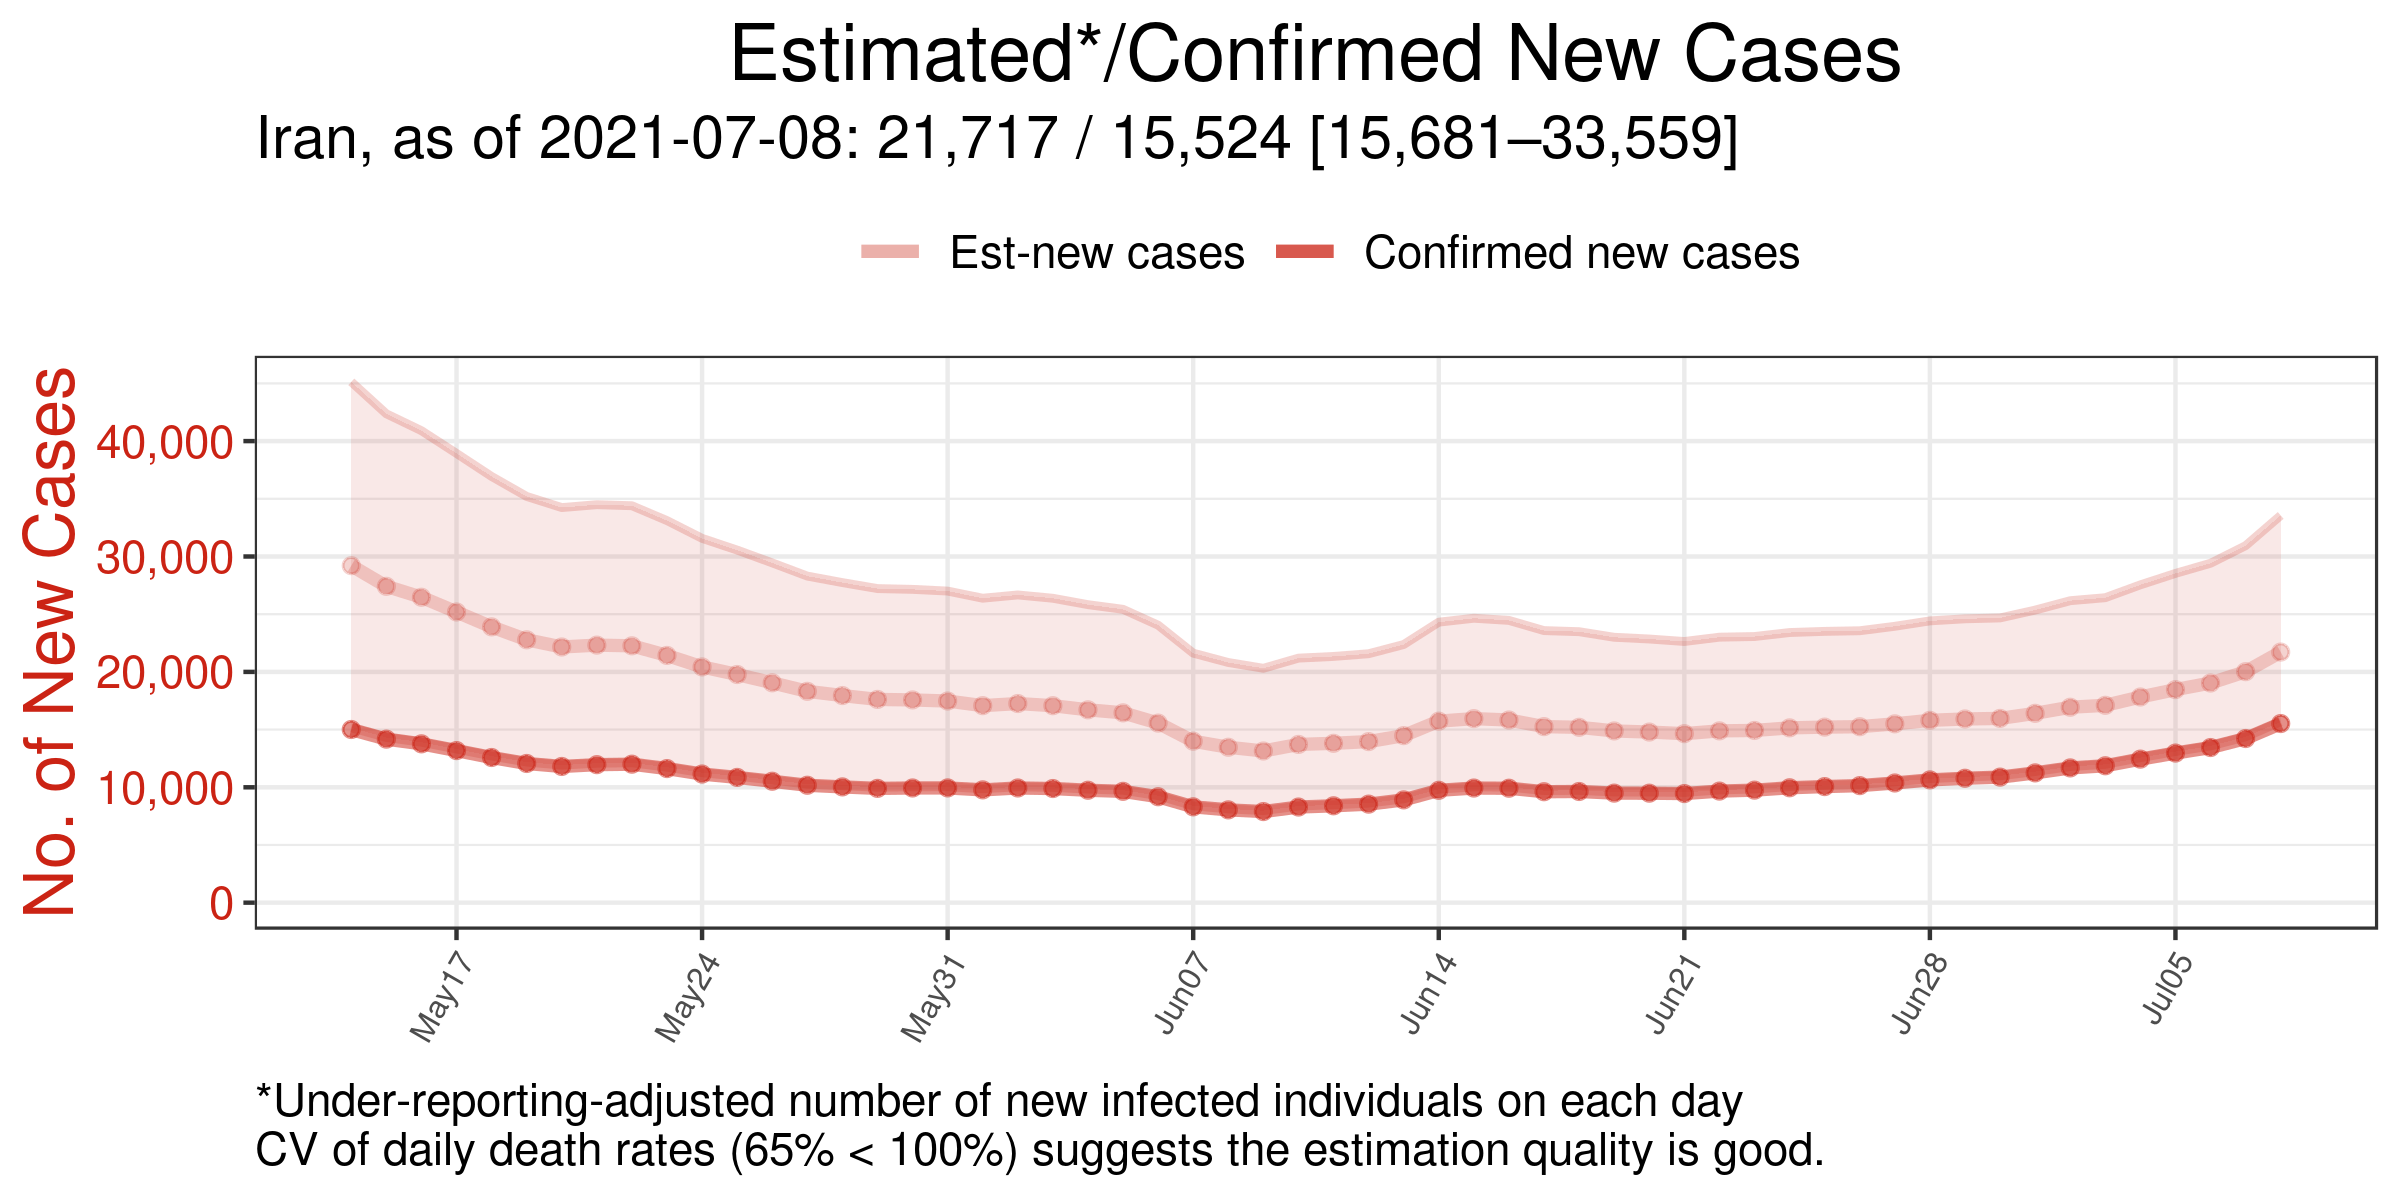 Estimated*/Confirmed New Cases
Iran, as of 2021-07-08: 21,717 / 15,524 [15,681–33,559]
Est-new cases Confirmed new cases
No. of New Cases
40,000
30,000
20,000
10,000
0
May17 May24 May31 Jun07 Jun14 Jun21 Jun28 Jul05
*Under-reporting-adjusted number of new infected individuals on each day
CV of daily death rates (65% < 100%) suggests the estimation quality is good.